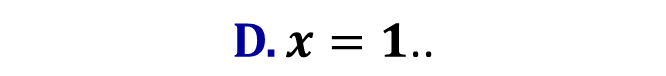 D. x = 1..